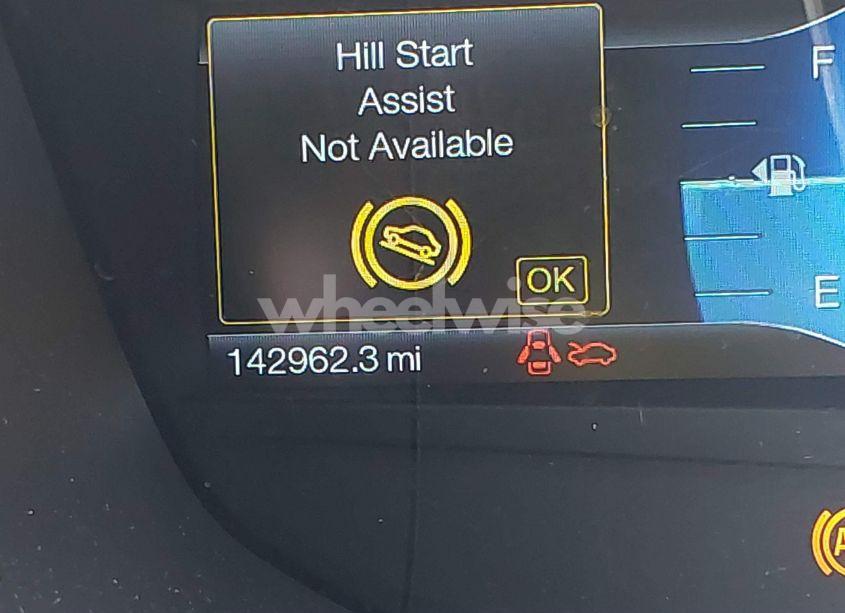 Hill Start
Assist
Not Available
OK
F
E
wheelwise
142962.3 mi